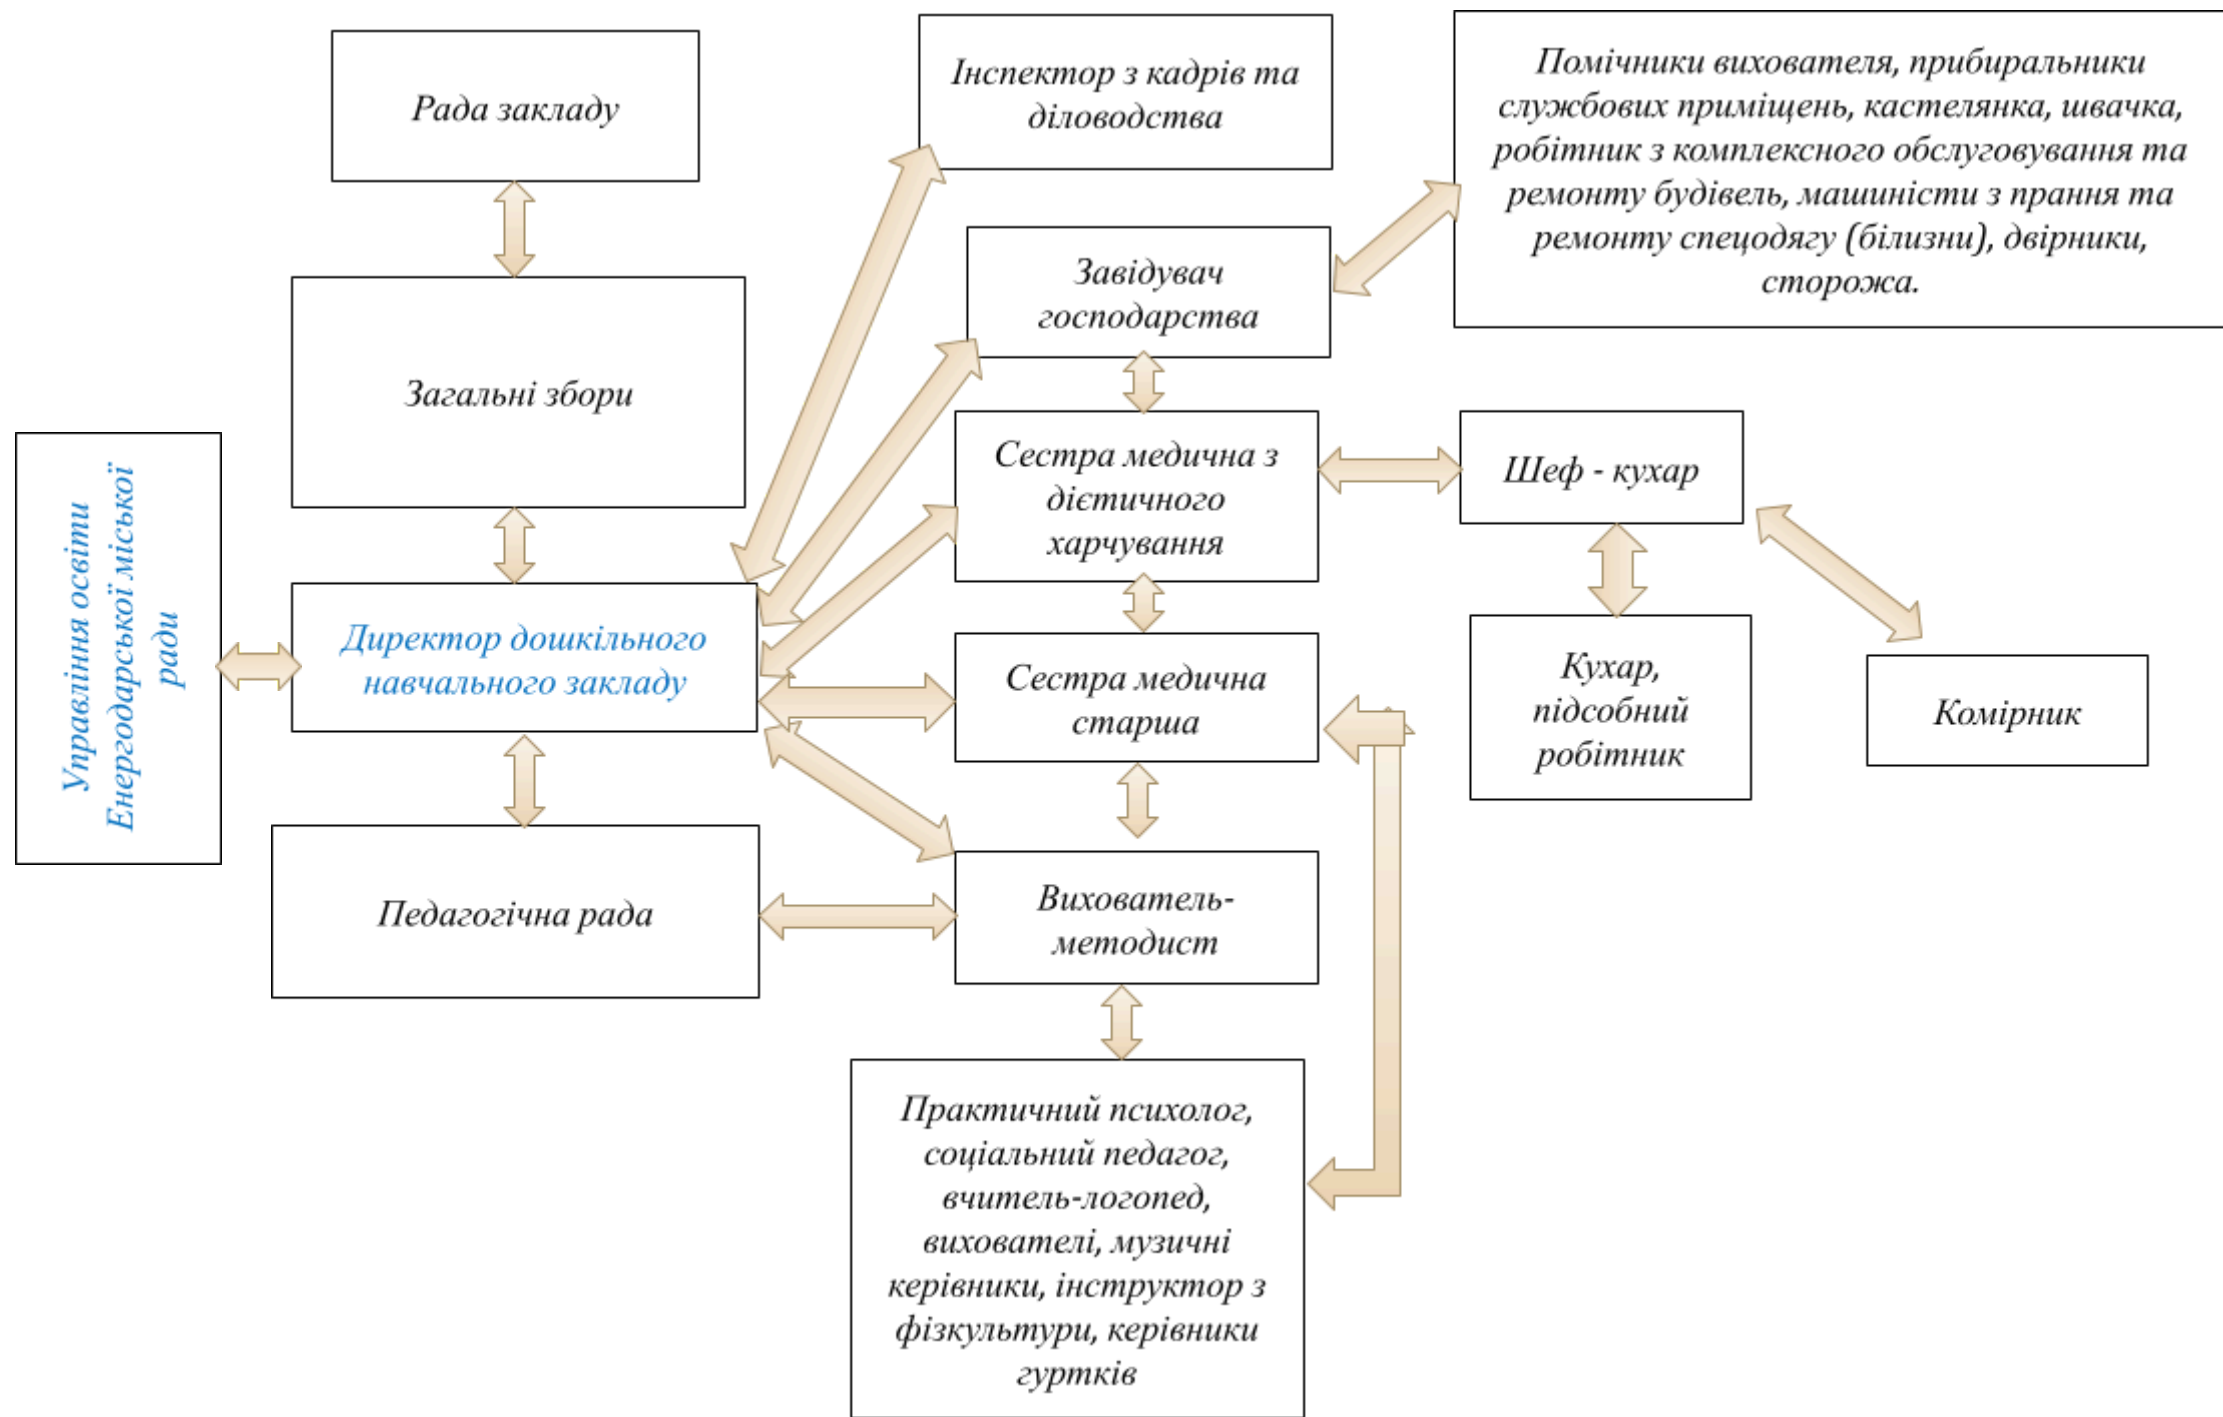 Рада закладу
Інспектор з кадрів та
діловодства
Помічники вихователя, прибиральники
службових приміщень, кастелянка, швачка,
робітник з комплексного обслуговування та
ремонту будівель, машиністи з прання та
ремонту спецодягу (білизни), двірники,
сторожа.
Завідувач
господарства
Загальні збори
Сестра медична з
дієтичного
харчування
Шеф - кухар
Управління освіти
Енергодарської міської
ради
Директор дошкільного
навчального закладу
Сестра медична
старша
Кухар,
підсобний
робітник
Комірник
Педагогічна рада
Вихователь-
методист
Практичний психолог,
соціальний педагог,
вчитель-логопед,
вихователі, музичні
керівники, інструктор з
фізкультури, керівники
гуртків